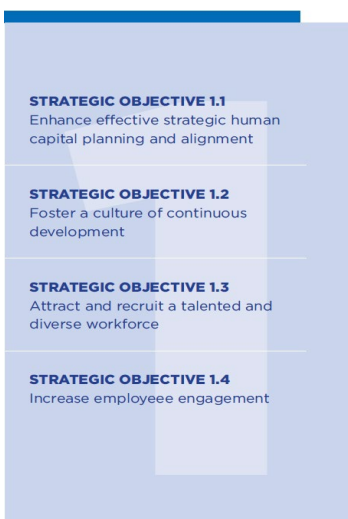 STRATEGIC OBJECTIVE 1.1
Enhance effective strategic human
capital planning and alignment
STRATEGIC OBJECTIVE 1.2
Foster a culture of continuous
development
STRATEGIC OBJECTIVE 1.3
Attract and recruit a talented and
diverse workforce
STRATEGIC OBJECTIVE 1.4
Increase employeee engagement